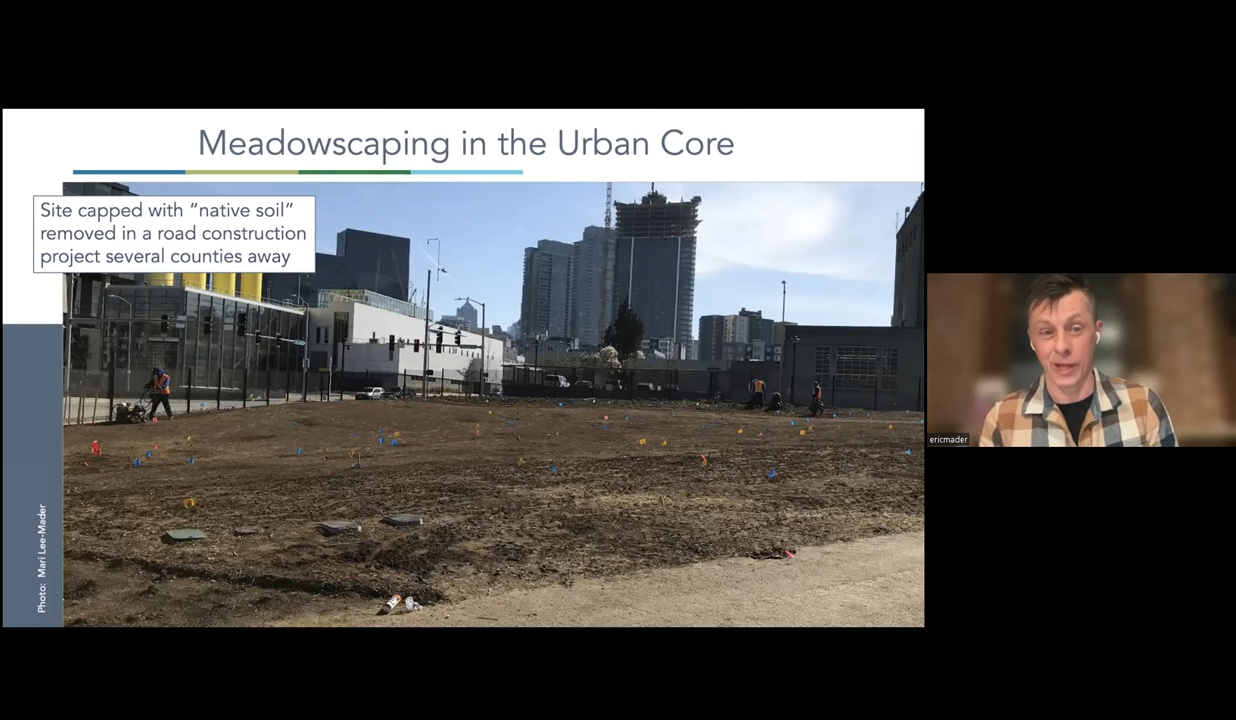 Meadowscaping in the Urban Core
Site capped with “native soil”
removed in a road construction
project several counties away
Photo: Mari Lee-Mader
ericmader